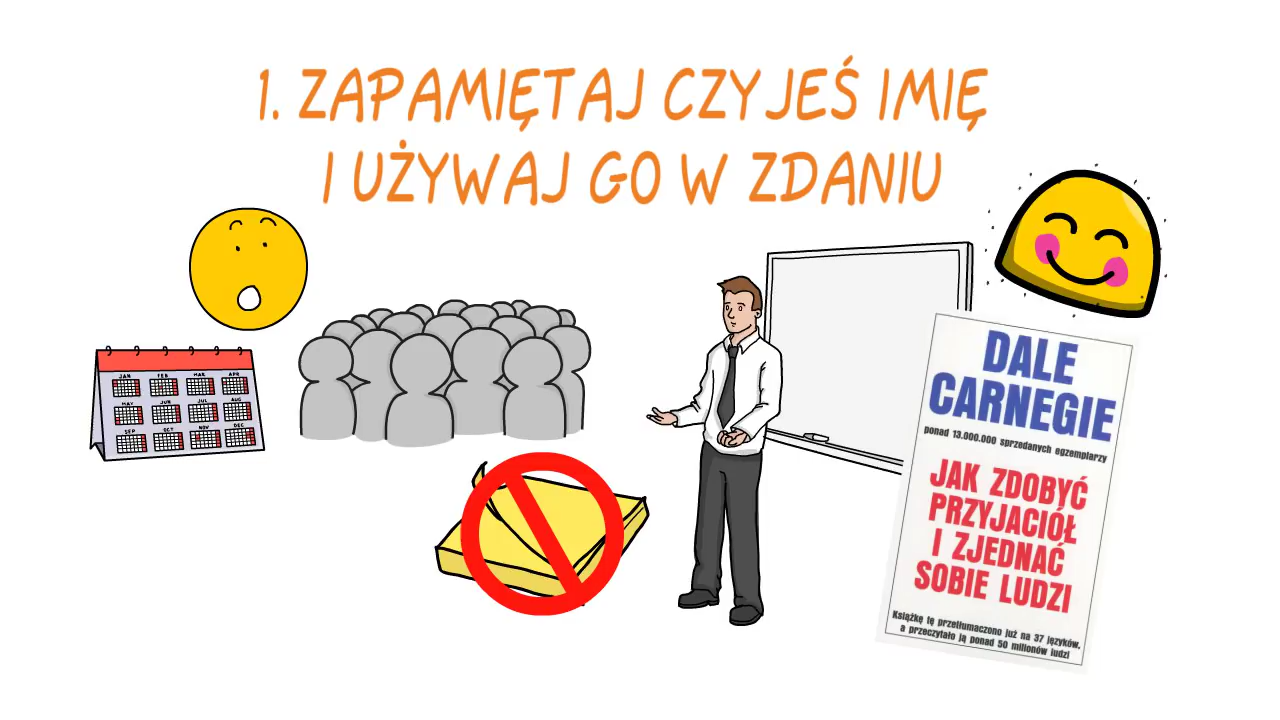 1. ZAPAMIĘTAJ CZYJEŚ IMIĘ
I UŻYWAJ GO W ZDANIU
JAN FEB MAR APR
MAY JUN JUL AUG
SEP OCT NOV DEC
DALE
CARNEGIE
ponad 13.000.000 sprzedanych egzemplarzy
JAK ZDOBYĆ
PRZYJACIÓŁ
I ZJEDNAĆ
SOBIE LUDZI
Książkę tę przetłumaczono już na 37 języków,
a przeczytało ją ponad 50 milionów ludzi